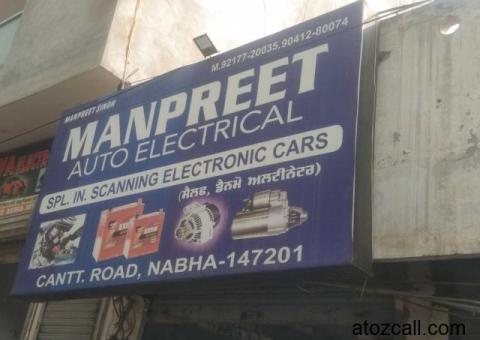 M.92177-20035,90412-80074
MANPREET SINGH
MANPREET
AUTO ELECTRICAL
SPL. IN. SCANNING ELECTRONIC CARS
(ਸੈਲਫ, ਡੈਨਮੋ ਅਲਟੀਨੇਟਰ)
CANTT. ROAD, NABHA-147201
atozcall.com